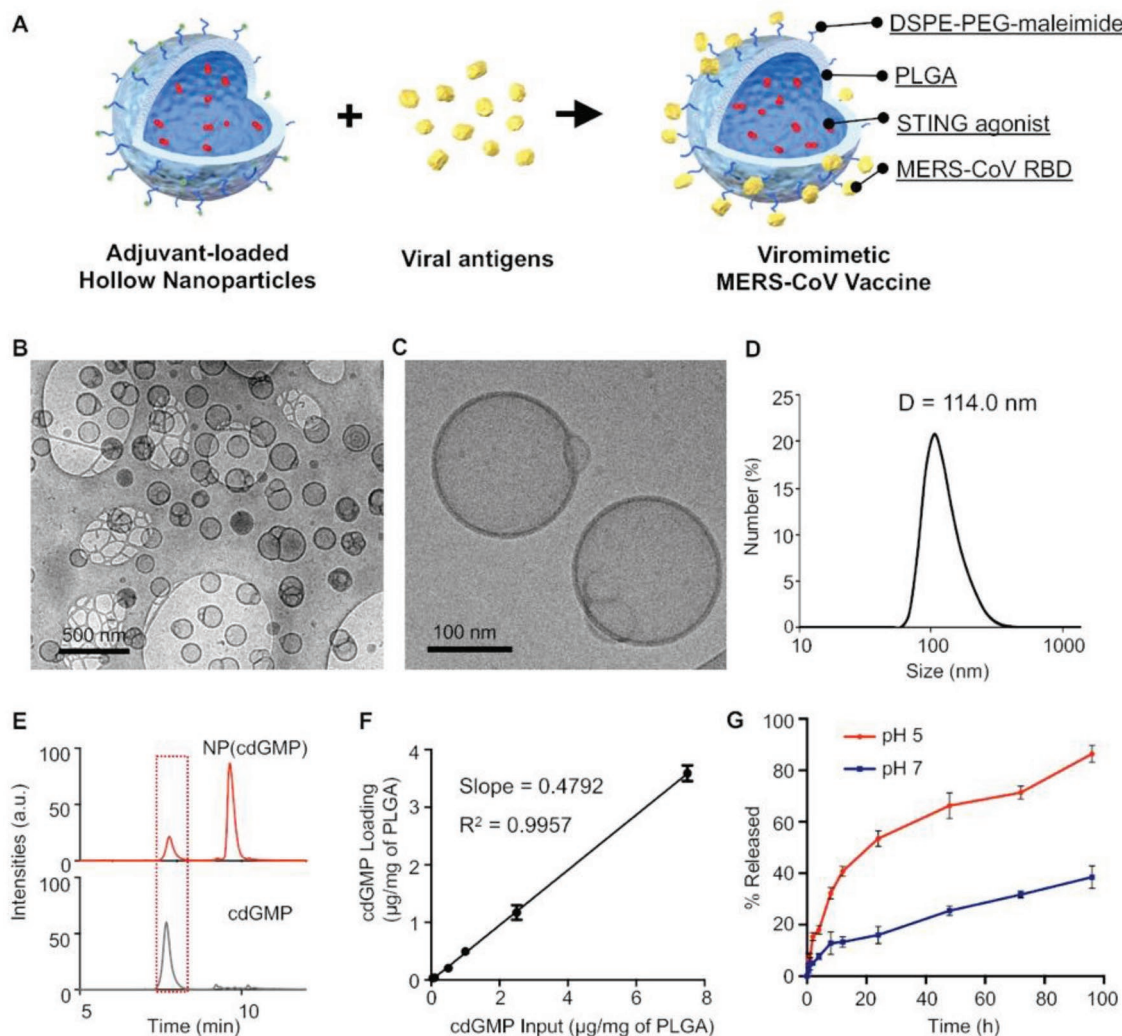 A
DSPE-PEG-maleimide
PLGA
STING agonist
MERS-CoV RBD
+
Adjuvant-loaded
Hollow Nanoparticles
Viral antigens
Viromimetic
MERS-CoV Vaccine
B
500 nm
C
100 nm
D
D = 114.0 nm
25
20
15
10
5
0
Number (%)
10
100
1000
Size (nm)
E
NP(cdGMP)
100
50
0
cdGMP
100
50
0
Intensities (a.u.)
5
10
Time (min)
F
Slope = 0.4792
R² = 0.9957
4
3
2
1
0
cdGMP Loading
(µg/mg of PLGA)
0
2
4
6
8
cdGMP Input (µg/mg of PLGA)
G
pH 5
pH 7
100
80
60
40
20
0
% Released
0
20
40
60
80
100
Time (h)